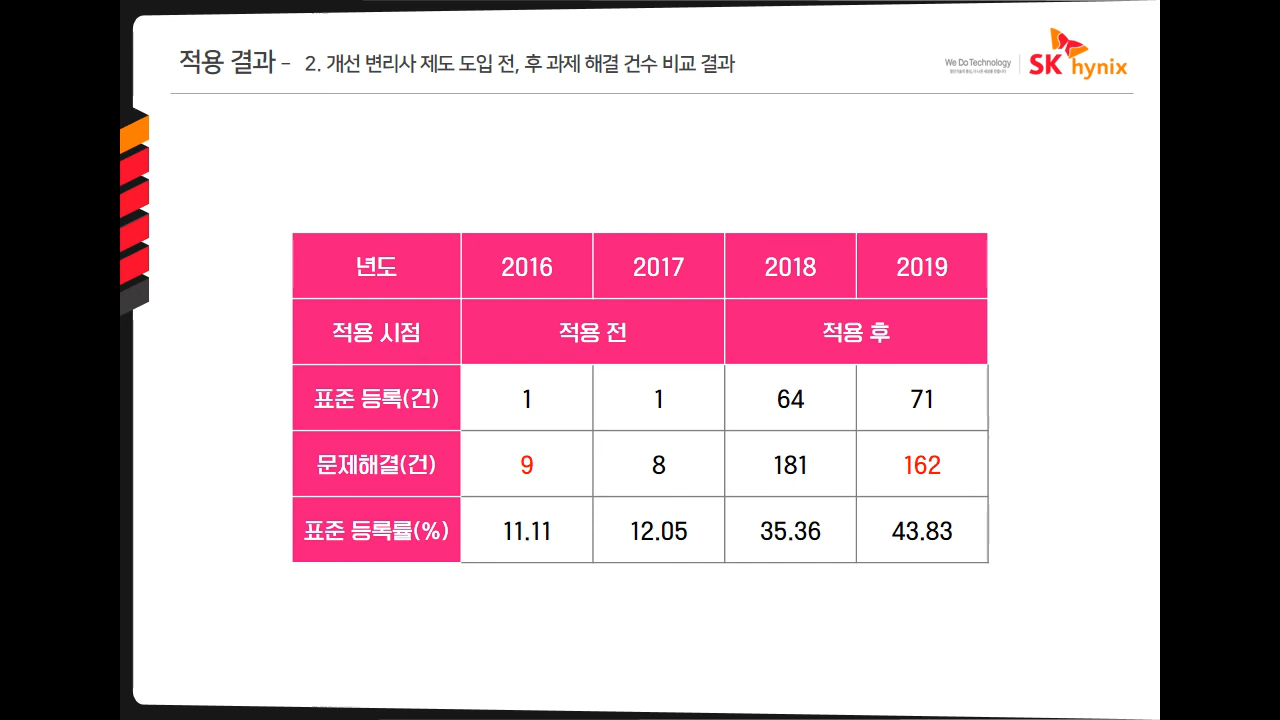 적용 결과 – 2. 개선 변리사 제도 도입 전, 후 과제 해결 건수 비교 결과
We Do Technology
SK hynix
년도 2016 2017 2018 2019
적용 시점 적용 전 적용 후
표준 등록(건) 1 1 64 71
문제해결(건) 9 8 181 162
표준 등록률(%) 11.11 12.05 35.36 43.83